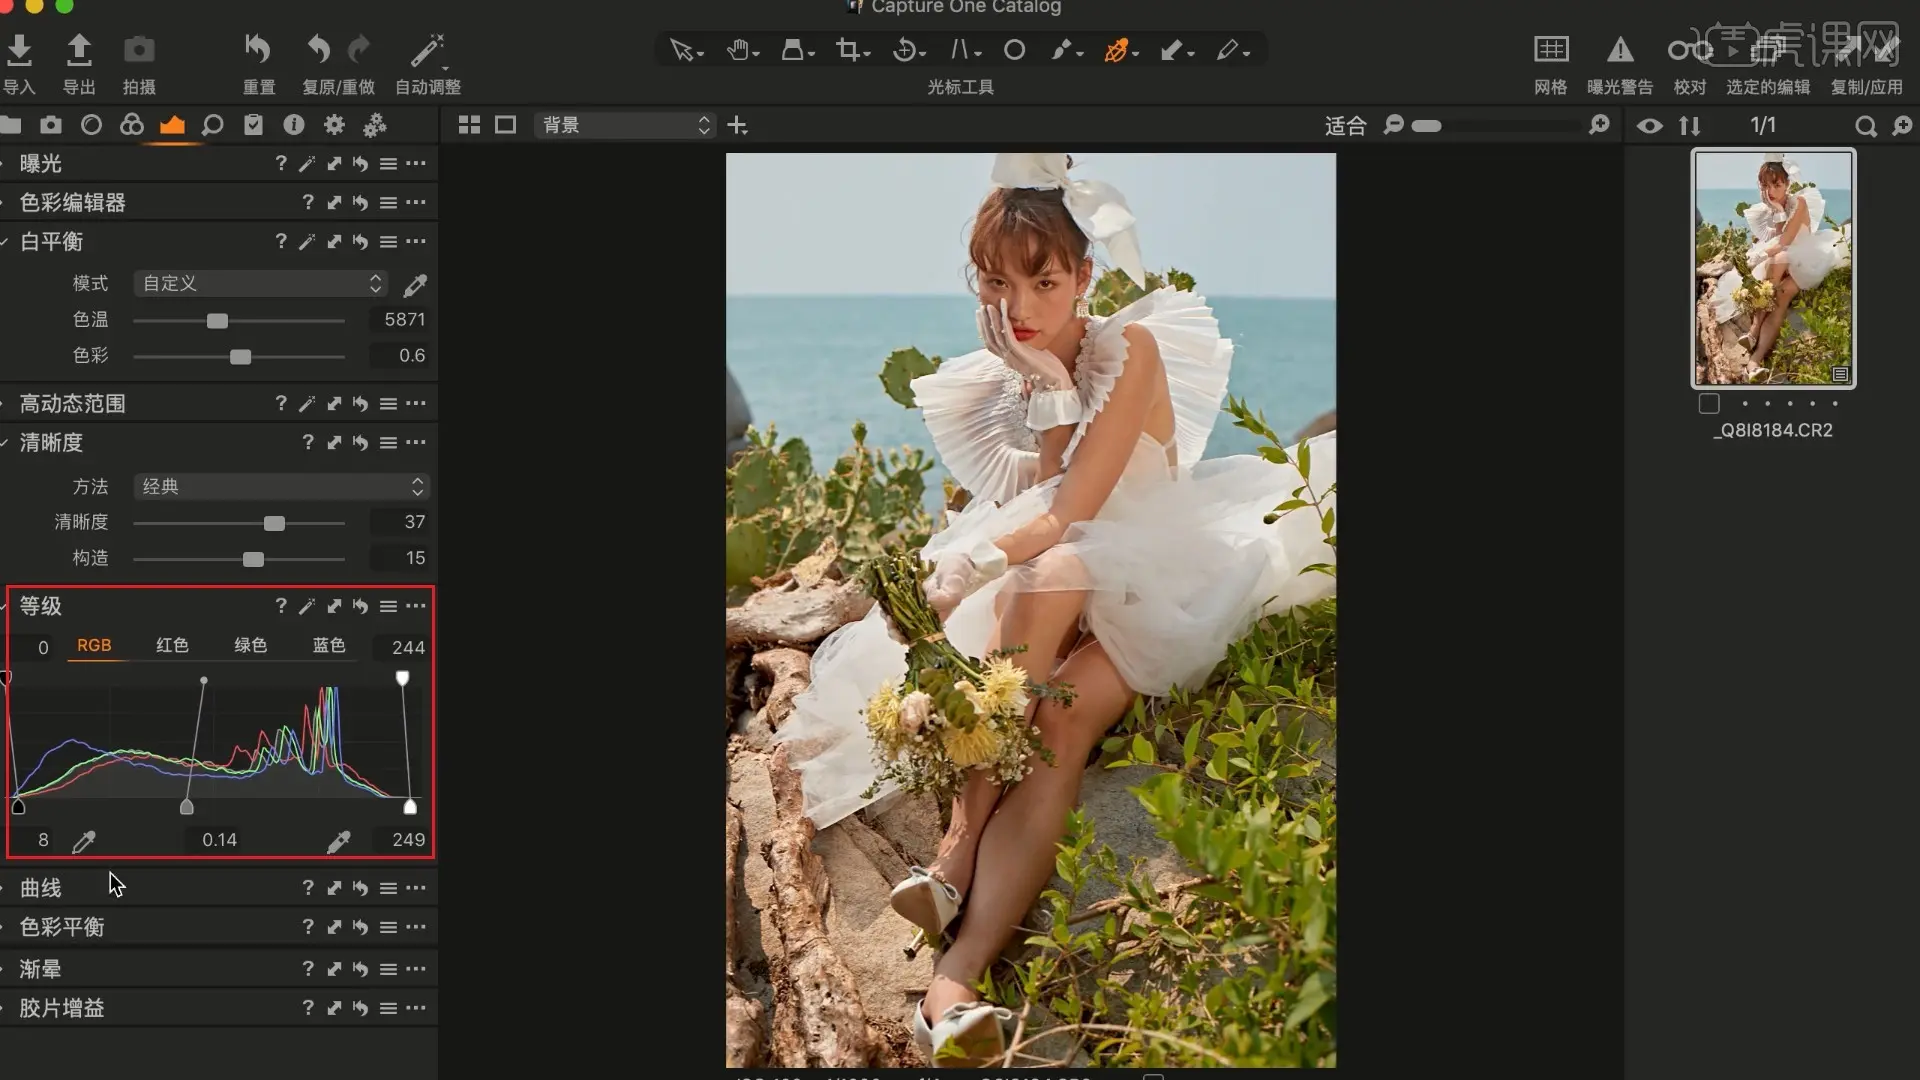 Capture One Catalog
导入 导出 拍摄 重置 复原/重做 自动调整 光标工具 网格 曝光警告 校对 选定的编辑 复制/应用
虎课网
背景 适合 1/1
曝光
色彩编辑器
白平衡
模式 自定义
色温 5871
色彩 0.6
高动态范围
清晰度
方法 经典
清晰度 37
构造 15
等级
0 RGB 红色 绿色 蓝色 244
8 0.14 249
曲线
色彩平衡
渐晕
胶片增益
_Q8I8184.CR2